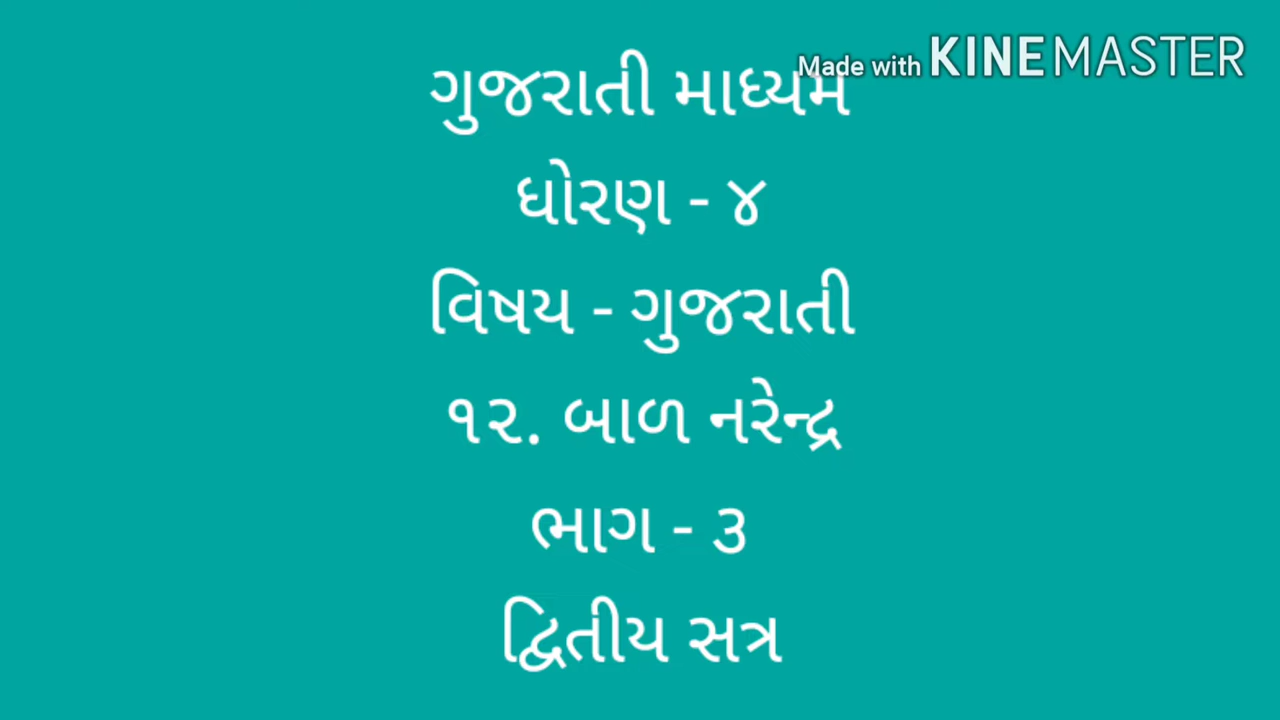 Made with KINEMASTER
ગુજરાતી માધ્યમ
ધોરણ - ૪
વિષય - ગુજરાતી
૧૨. બાળ નરેન્દ્ર
ભાગ - ૩
દ્વિતીય સત્ર